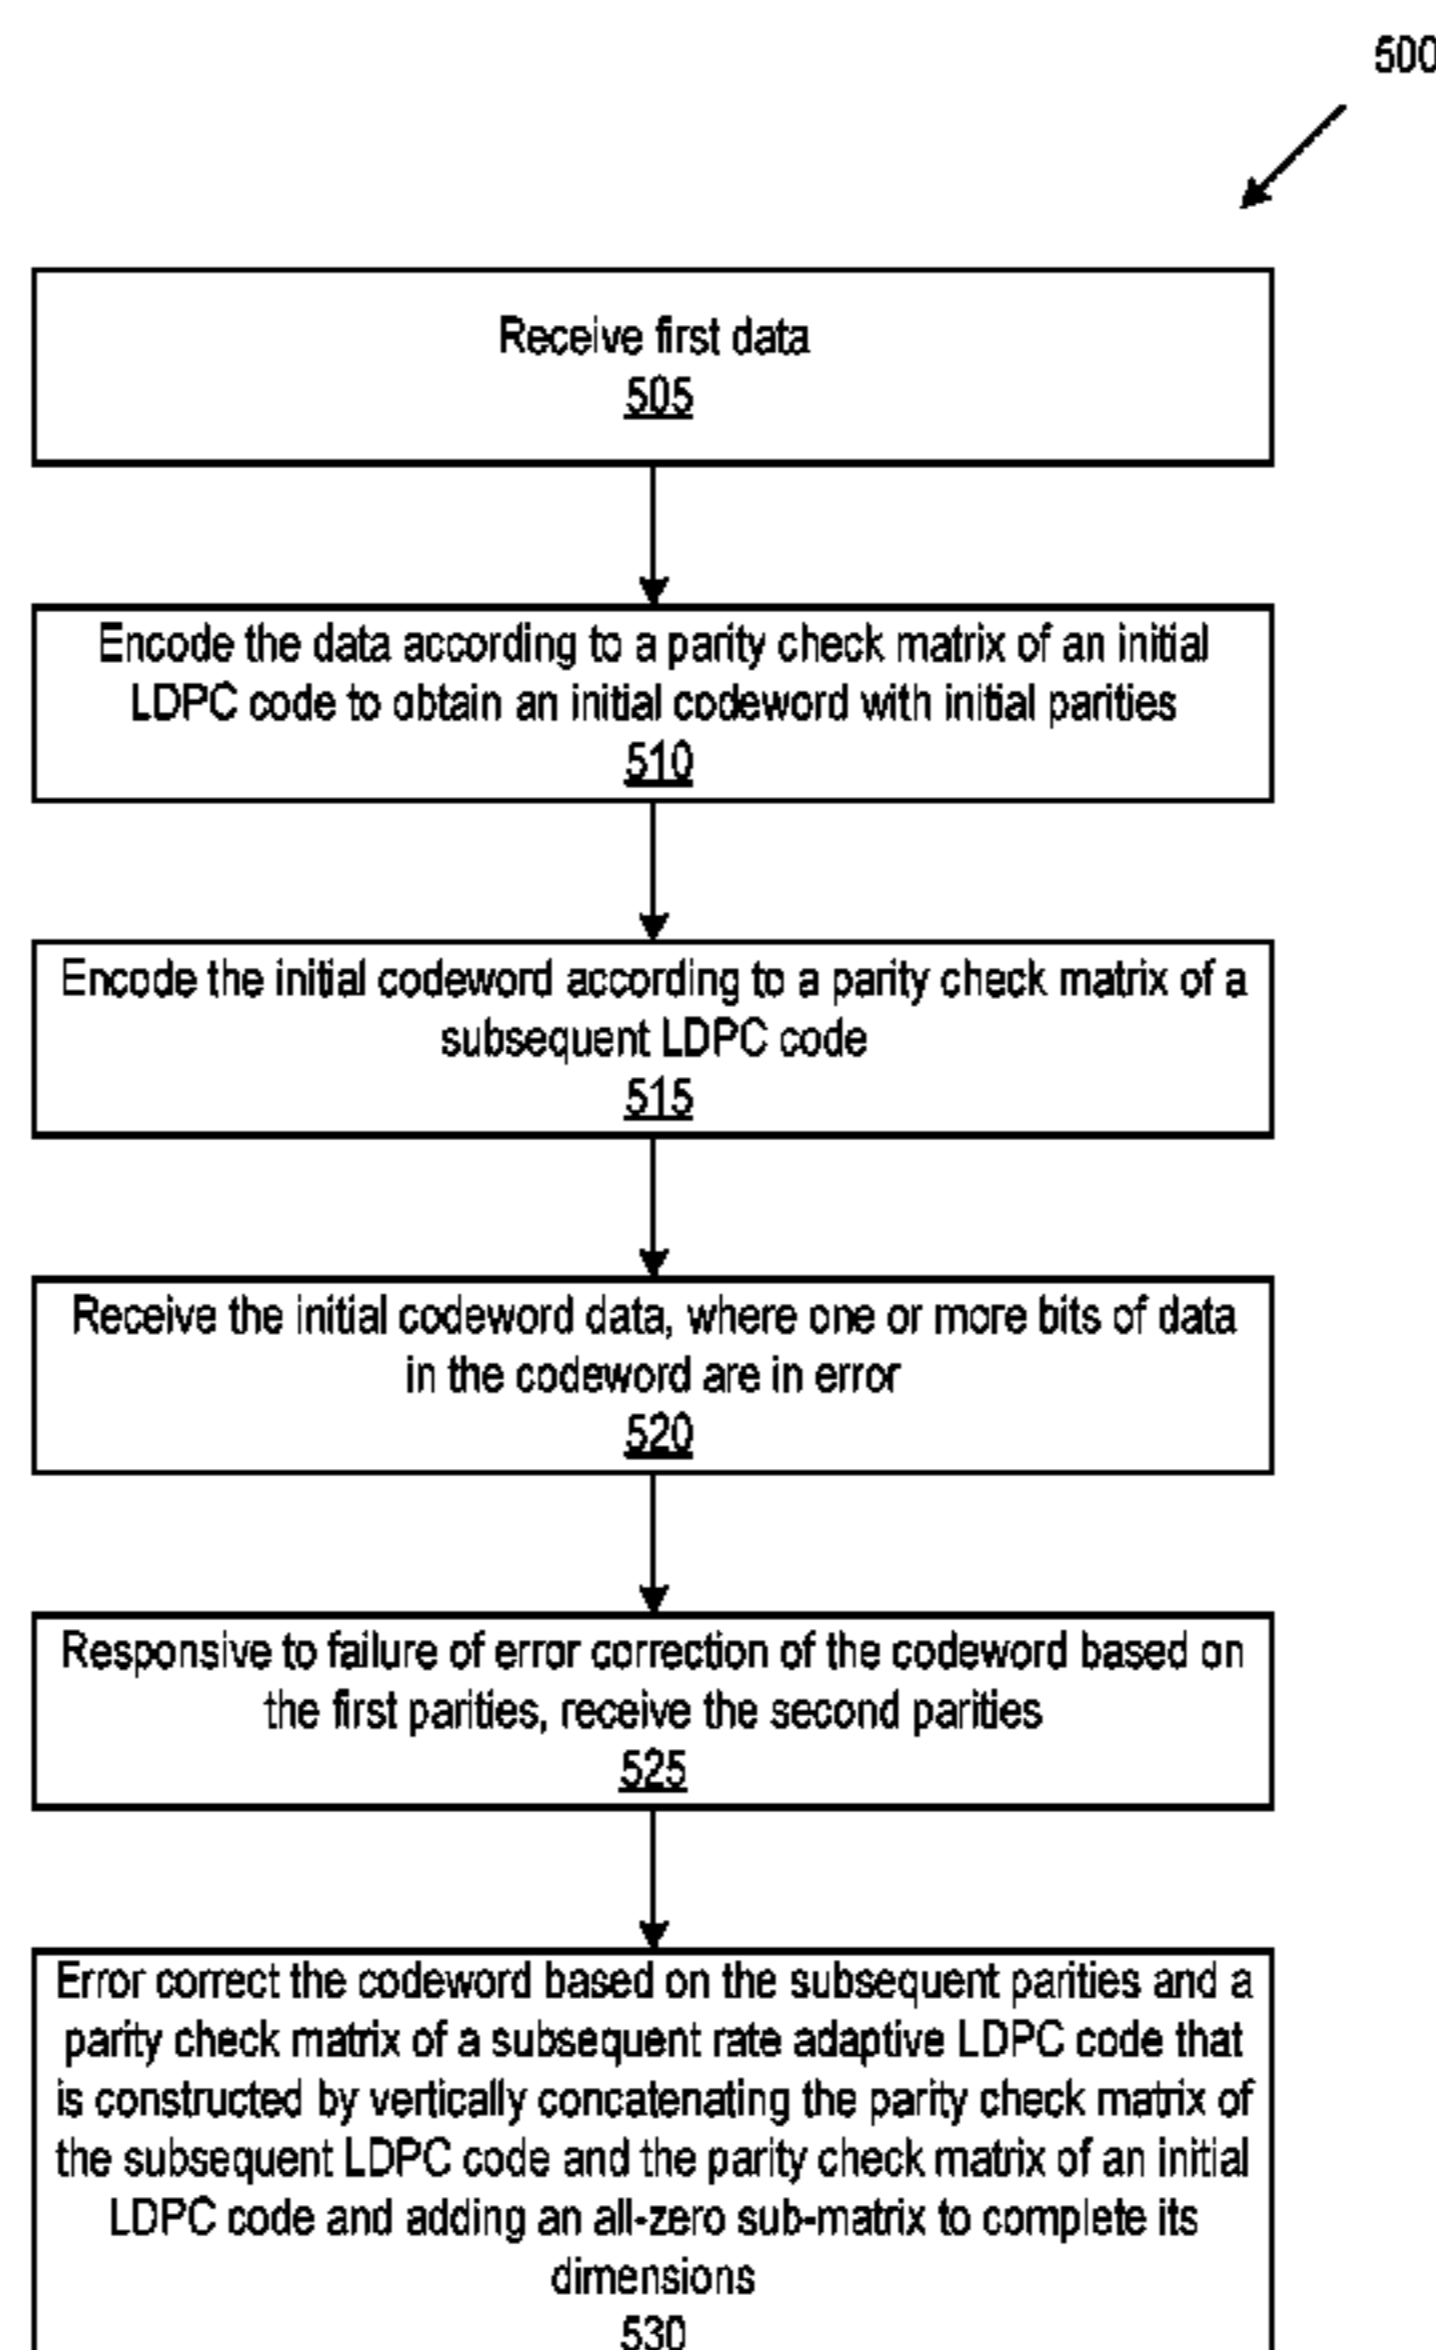 500
Receive first data
505
Encode the data according to a parity check matrix of an initial
LDPC code to obtain an initial codeword with initial parities
510
Encode the initial codeword according to a parity check matrix of a
subsequent LDPC code
515
Receive the initial codeword data, where one or more bits of data
in the codeword are in error
520
Responsive to failure of error correction of the codeword based on
the first parities, receive the second parities
525
Error correct the codeword based on the subsequent parities and a
parity check matrix of a subsequent rate adaptive LDPC code that
is constructed by vertically concatenating the parity check matrix of
the subsequent LDPC code and the parity check matrix of an initial
LDPC code and adding an all-zero sub-matrix to complete its
dimensions
530